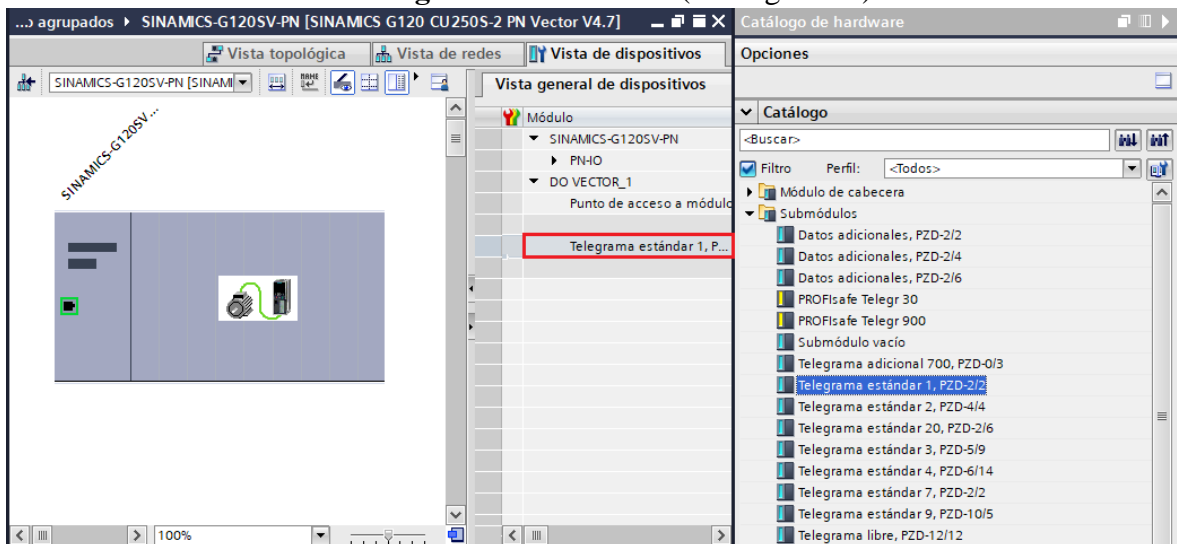 ...o agrupados ▸ SINAMICS-G120SV-PN [SINAMICS G120 CU250S-2 PN Vector V4.7]
Vista topológica
Vista de redes
Vista de dispositivos
SINAMICS-G120SV-PN [SINAMI
SINAMICS-G120SV...
100%
Vista general de dispositivos
Módulo
SINAMICS-G120SV-PN
PN-IO
DO VECTOR_1
Punto de acceso a módulo
Telegrama estándar 1, P...
Catálogo de hardware
Opciones
Catálogo
<Buscar>
Filtro Perfil: <Todos>
Módulo de cabecera
Submódulos
Datos adicionales, PZD-2/2
Datos adicionales, PZD-2/4
Datos adicionales, PZD-2/6
PROFIsafe Telegr 30
PROFIsafe Telegr 900
Submódulo vacío
Telegrama adicional 700, PZD-0/3
Telegrama estándar 1, PZD-2/2
Telegrama estándar 2, PZD-4/4
Telegrama estándar 20, PZD-2/6
Telegrama estándar 3, PZD-5/9
Telegrama estándar 4, PZD-6/14
Telegrama estándar 7, PZD-2/2
Telegrama estándar 9, PZD-10/5
Telegrama libre, PZD-12/12